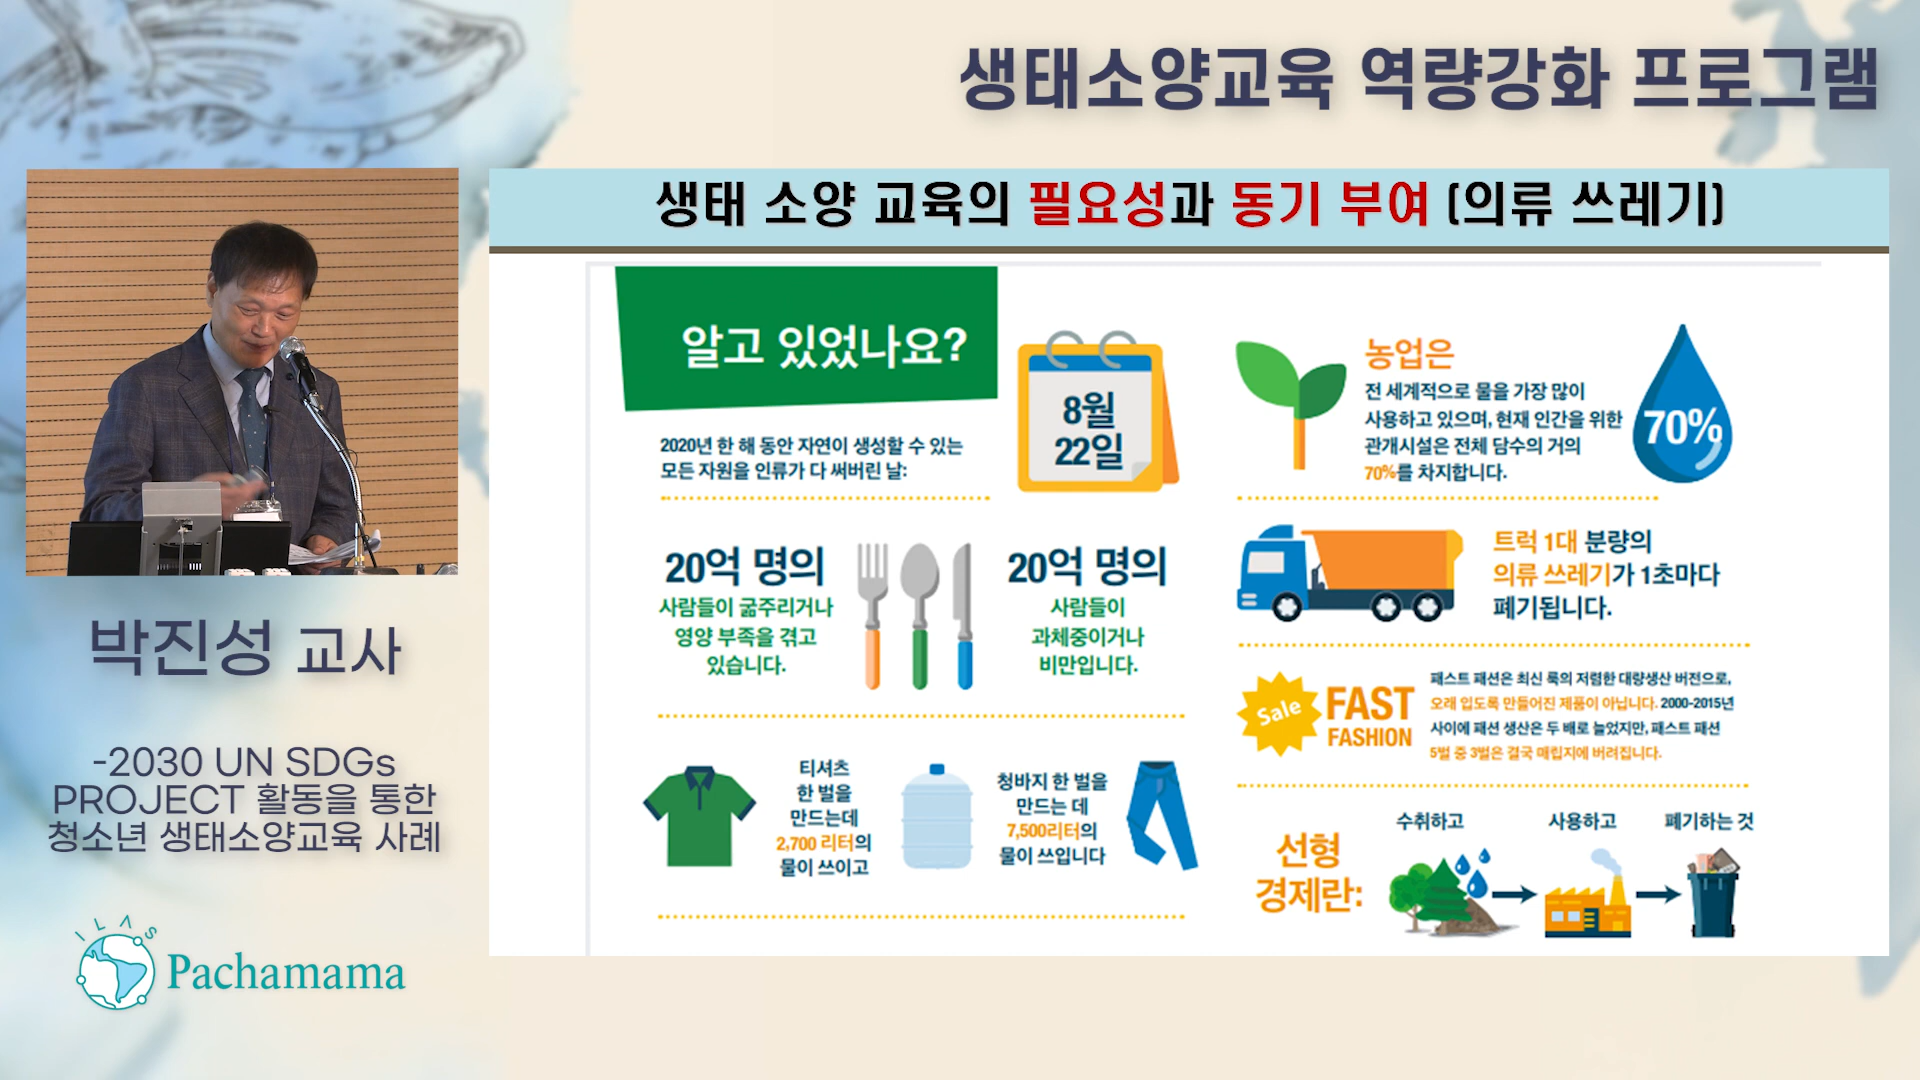 생태소양교육 역량강화 프로그램
생태 소양 교육의 필요성과 동기 부여 (의류 쓰레기)
알고 있었나요?
2020년 한 해 동안 자연이 생성할 수 있는
모든 자원을 인류가 다 써버린 날:
8월
22일
20억 명의
사람들이 굶주리거나
영양 부족을 겪고
있습니다.
20억 명의
사람들이
과체중이거나
비만입니다.
티셔츠
한 벌을
만드는데
2,700 리터의
물이 쓰이고
청바지 한 벌을
만드는 데
7,500리터의
물이 쓰입니다
농업은
전 세계적으로 물을 가장 많이
사용하고 있으며, 현재 인간을 위한
관개시설은 전체 담수의 거의
70%를 차지합니다.
70%
트럭 1대 분량의
의류 쓰레기가 1초마다
폐기됩니다.
Sale
FAST
FASHION
패스트 패션은 최신 룩의 저렴한 대량생산 버전으로,
오래 입도록 만들어진 제품이 아닙니다. 2000-2015년
사이에 패션 생산은 두 배로 늘었지만, 패스트 패션
5벌 중 3벌은 결국 매립지에 버려집니다.
선형
경제란:
수취하고
사용하고
폐기하는 것
박진성 교사
-2030 UN SDGs
PROJECT 활동을 통한
청소년 생태소양교육 사례
ILAS
Pachamama